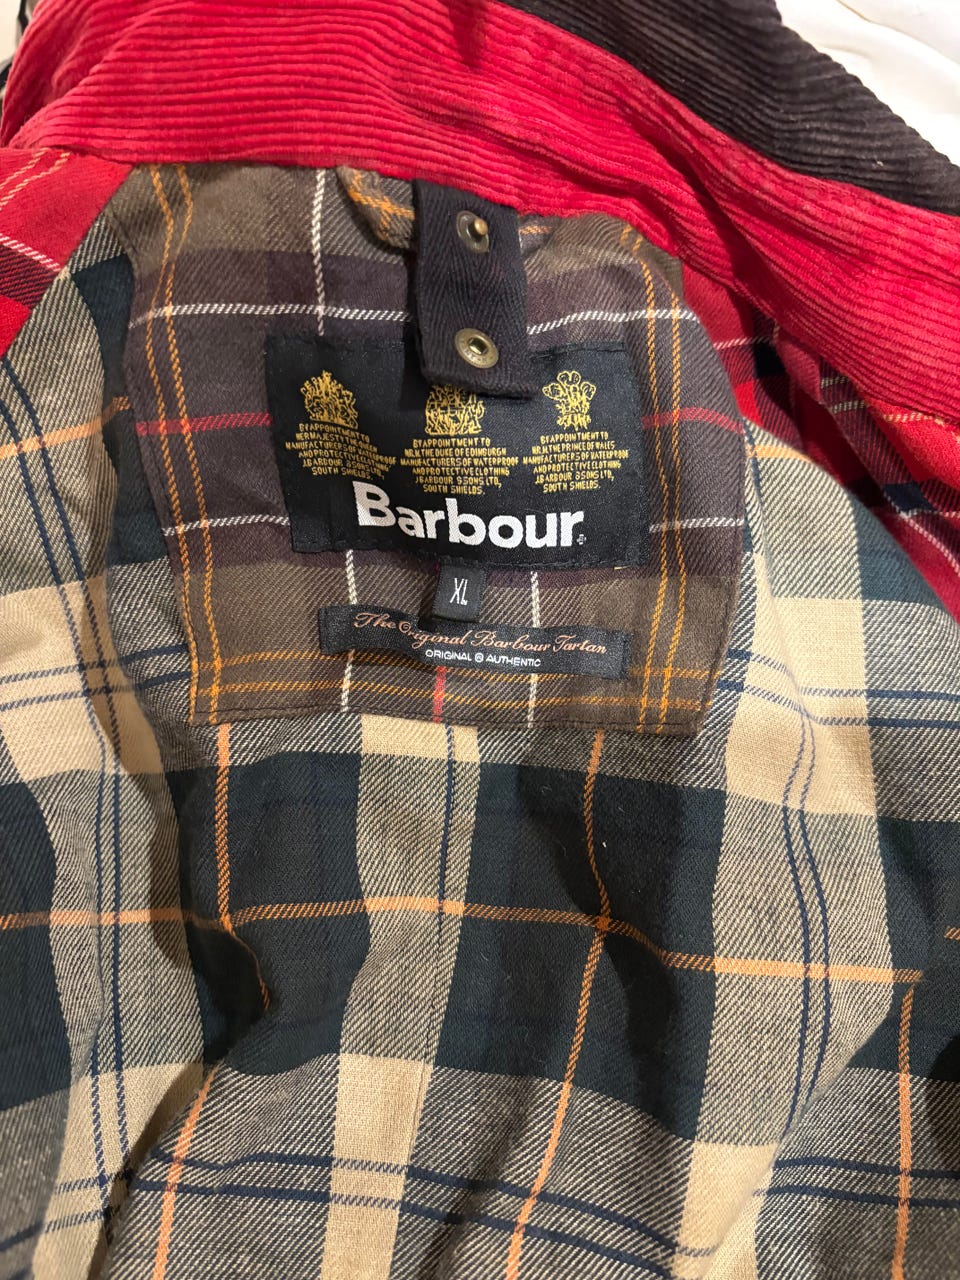 BY APPOINTMENT TO
HER MAJESTY THE QUEEN
MANUFACTURERS OF WATERPROOF
AND PROTECTIVE CLOTHING
J.BARBOUR & SONS LTD,
SOUTH SHIELDS.
BY APPOINTMENT TO
H.R.H. THE DUKE OF EDINBURGH
MANUFACTURERS OF WATERPROOF
AND PROTECTIVE CLOTHING
J.BARBOUR & SONS LTD,
SOUTH SHIELDS.
BY APPOINTMENT TO
H.R.H. THE PRINCE OF WALES
MANUFACTURERS OF WATERPROOF
AND PROTECTIVE CLOTHING
J.BARBOUR & SONS LTD,
SOUTH SHIELDS.
Barbour
XL
The Original Barbour Tartan
ORIGINAL & AUTHENTIC